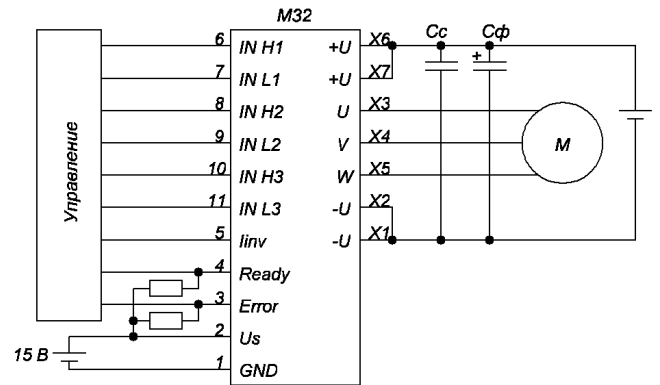 M32
Управление
6 IN H1 +U X6
7 IN L1 +U X7
8 IN H2 U X3
9 IN L2 V X4
10 IN H3 W X5
11 IN L3 -U X2
5 Iinv -U X1
4 Ready
3 Error
2 Us
1 GND
15 В
Cc
+ Cф
M